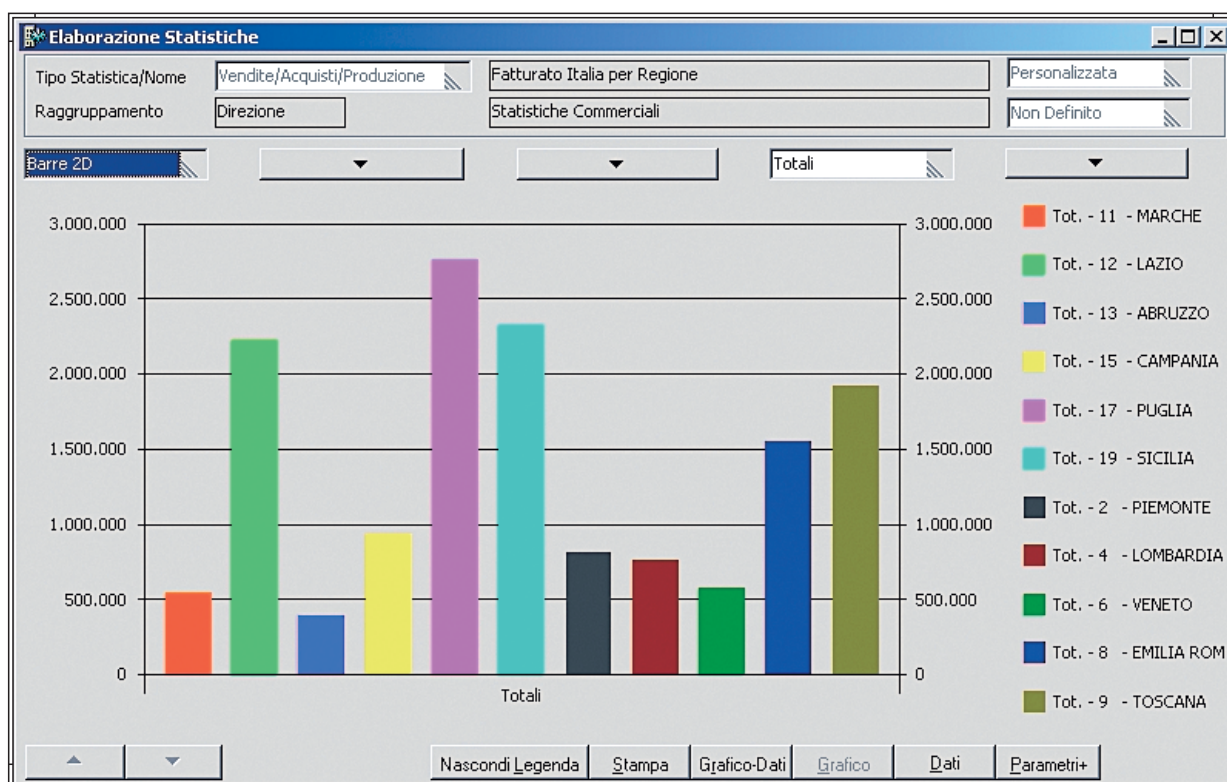 Elaborazione Statistiche
Tipo Statistica/Nome Vendite/Acquisti/Produzione Fatturato Italia per Regione Personalizzata
Raggruppamento Direzione Statistiche Commerciali Non Definito
Barre 2D Totali
3.000.000 3.000.000
2.500.000 2.500.000
2.000.000 2.000.000
1.500.000 1.500.000
1.000.000 1.000.000
500.000 500.000
0 0
Totali
Tot. - 11 - MARCHE
Tot. - 12 - LAZIO
Tot. - 13 - ABRUZZO
Tot. - 15 - CAMPANIA
Tot. - 17 - PUGLIA
Tot. - 19 - SICILIA
Tot. - 2 - PIEMONTE
Tot. - 4 - LOMBARDIA
Tot. - 6 - VENETO
Tot. - 8 - EMILIA ROM
Tot. - 9 - TOSCANA
Nascondi Legenda Stampa Grafico-Dati Grafico Dati Parametri+